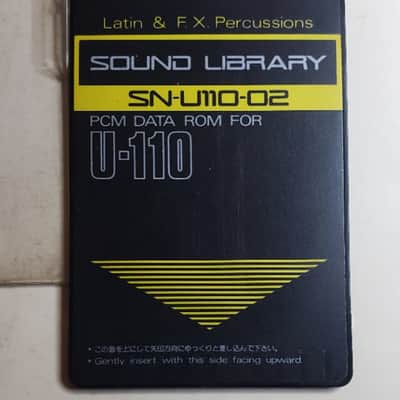 Latin & F.X. Percussions
SOUND LIBRARY
SN-U110-02
PCM DATA ROM FOR
U-110
・この面を上にして矢印方向にゆっくりと差し込んで下さい。
・Gently insert with this side facing upward.